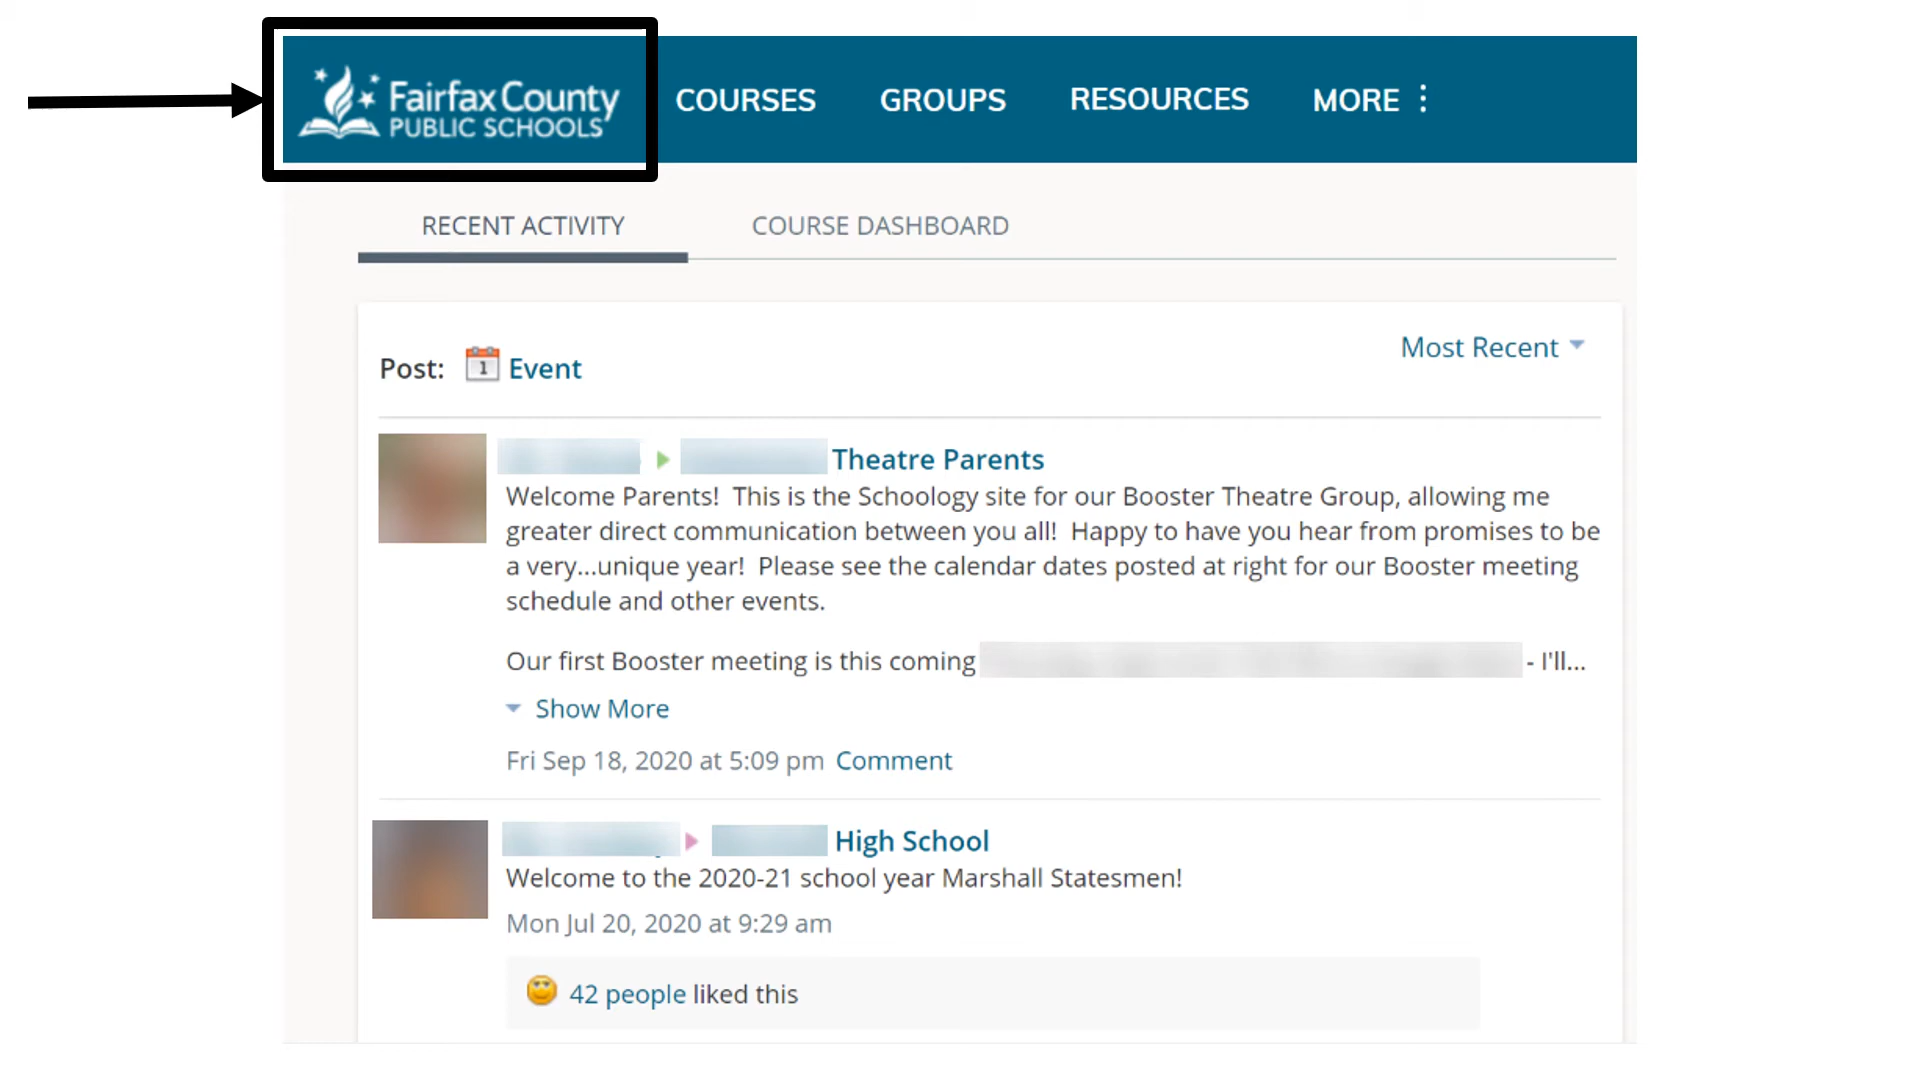 Fairfax County
PUBLIC SCHOOLS
COURSES GROUPS RESOURCES MORE
RECENT ACTIVITY COURSE DASHBOARD
Most Recent
Post: 1 Event
Theatre Parents
Welcome Parents! This is the Schoology site for our Booster Theatre Group, allowing me
greater direct communication between you all! Happy to have you hear from promises to be
a very...unique year! Please see the calendar dates posted at right for our Booster meeting
schedule and other events.
Our first Booster meeting is this coming - I'll...
Show More
Fri Sep 18, 2020 at 5:09 pm Comment
High School
Welcome to the 2020-21 school year Marshall Statesmen!
Mon Jul 20, 2020 at 9:29 am
42 people liked this